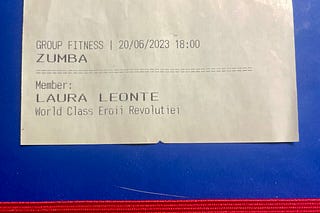 GROUP FITNESS | 20/06/2023 18:00
ZUMBA
Member:
LAURA LEONTE
World Class Eroii Revolutiei